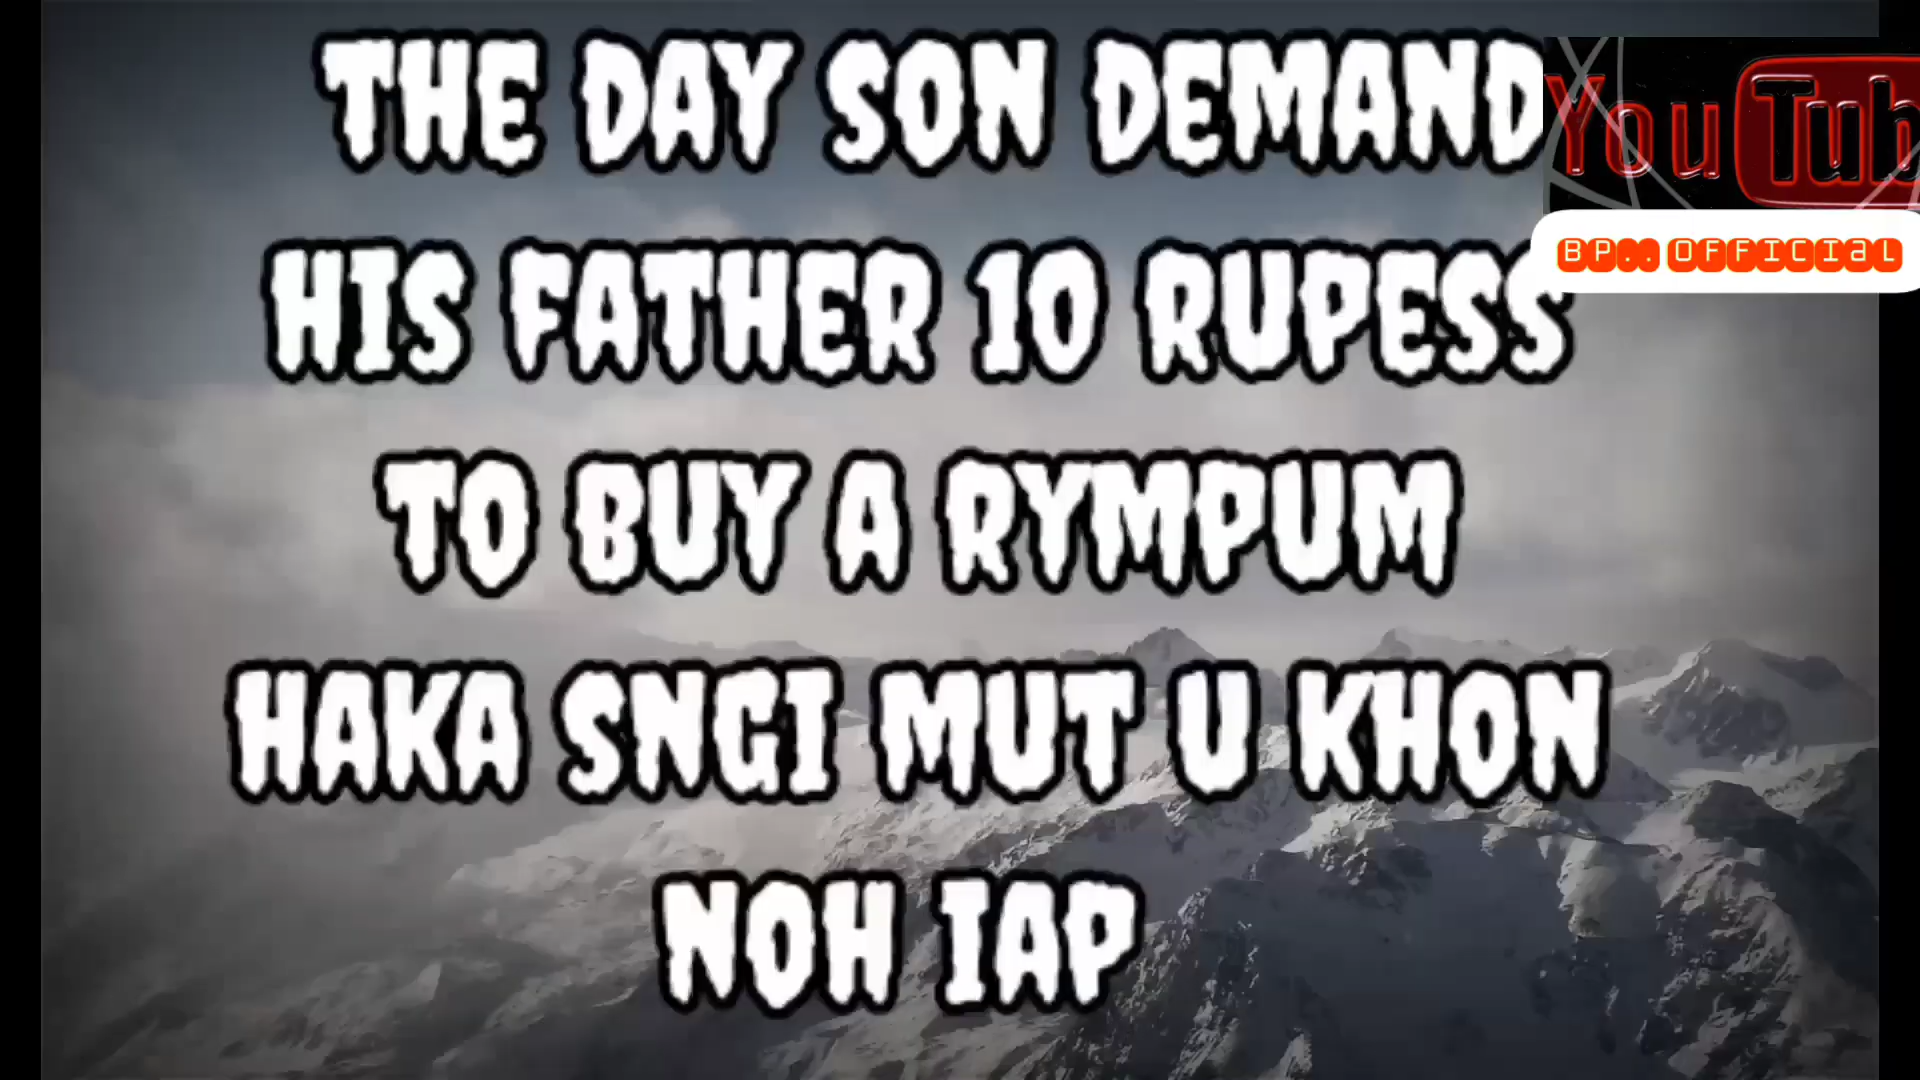 THE DAY SON DEMAND
HIS FATHER 10 RUPESS
TO BUY A RYMPUM
HAKA SNGI MUT U KHON
NOH IAP
YouTub
BP.. OFFICIAL